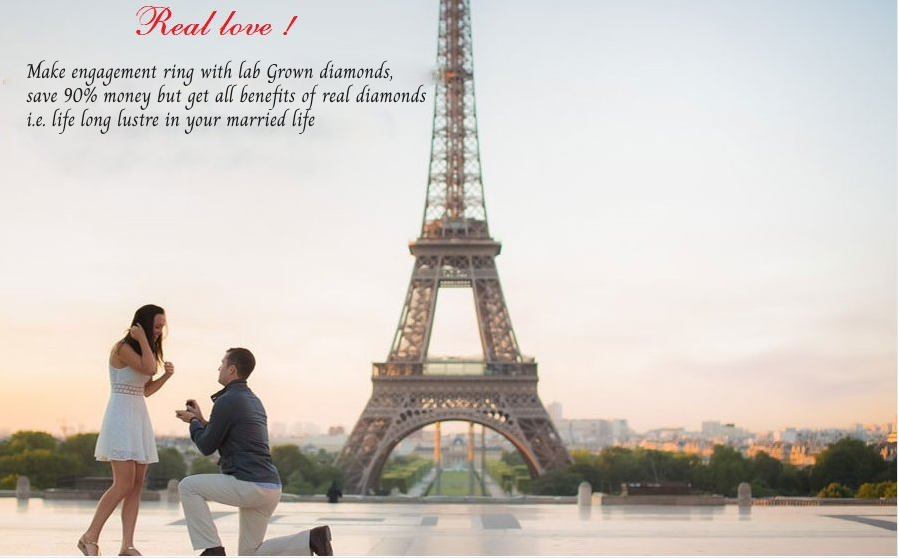 Real love !
Make engagement ring with lab Grown diamonds,
save 90% money but get all benefits of real diamonds
i.e. life long lustre in your married life